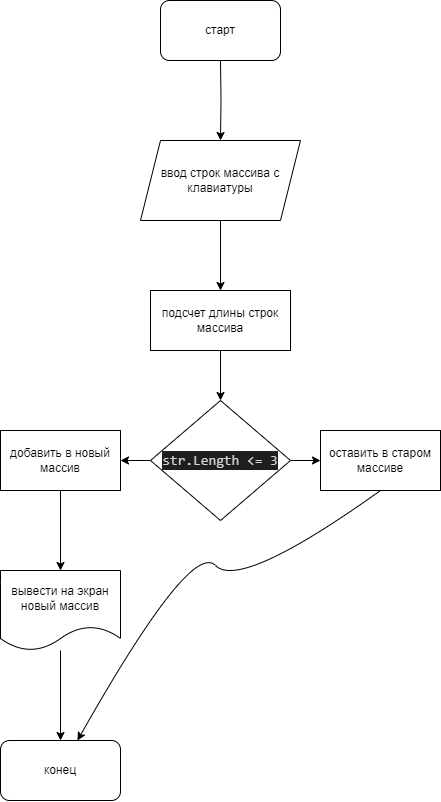 старт
ввод строк массива с
клавиатуры
подсчет длины строк
массива
str.Length <= 3
добавить в новый
массив
оставить в старом
массиве
вывести на экран
новый массив
конец